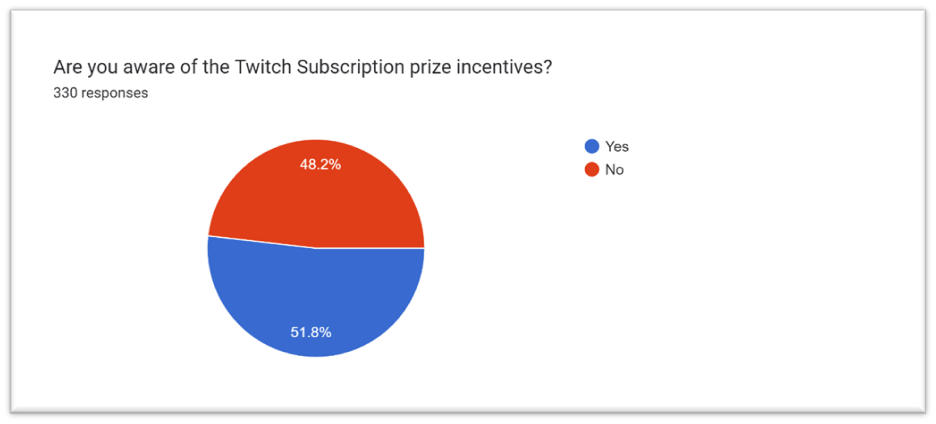 Are you aware of the Twitch Subscription prize incentives?
330 responses
48.2%
51.8%
Yes
No